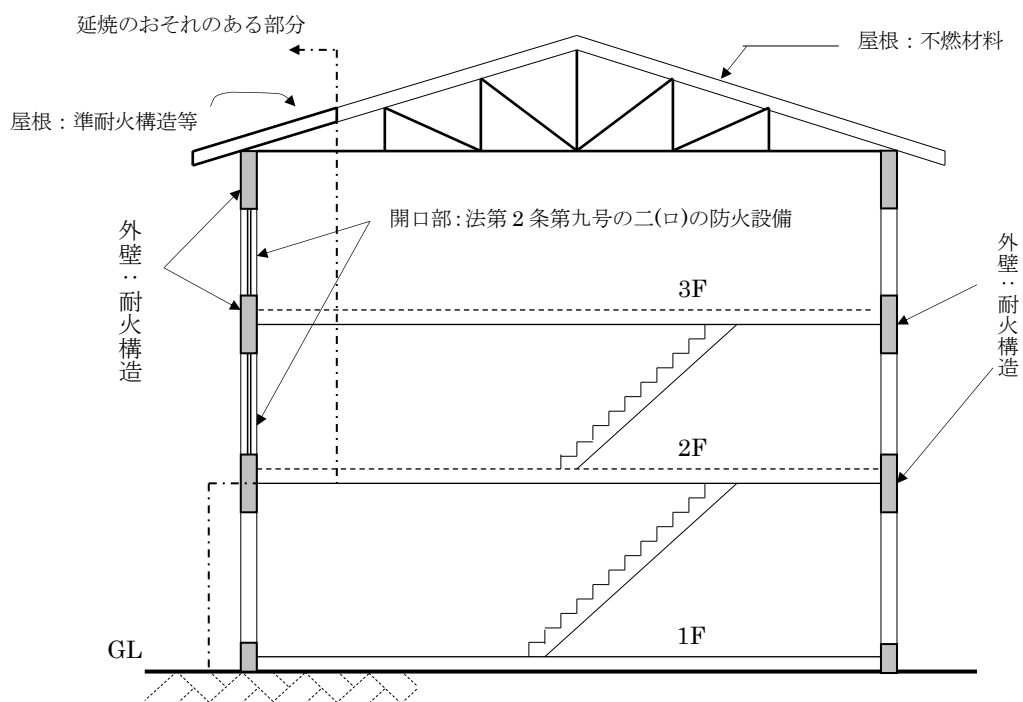 延焼のおそれのある部分
屋根：不燃材料
屋根：準耐火構造等
開口部：法第2条第九号の二(ロ)の防火設備
外壁：耐火構造
外壁：耐火構造
3F
2F
1F
GL